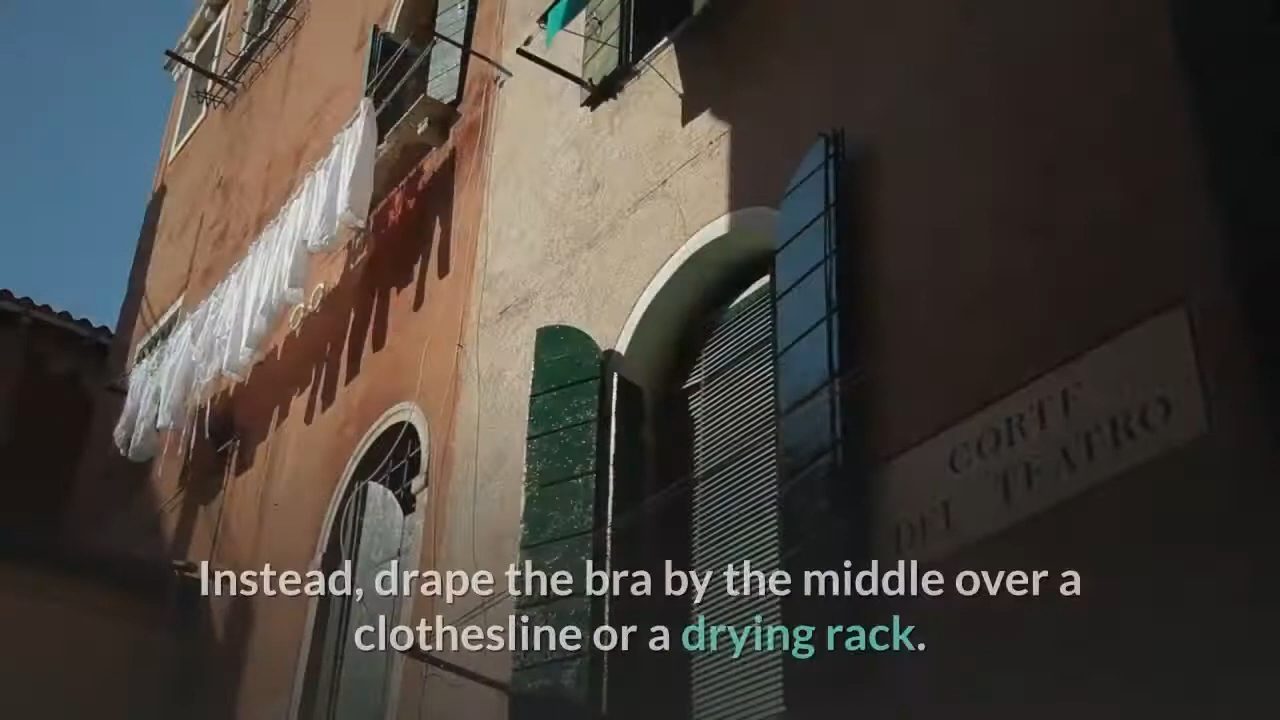 CORTE
DEL TEATRO
Instead, drape the bra by the middle over a
clothesline or a drying rack.